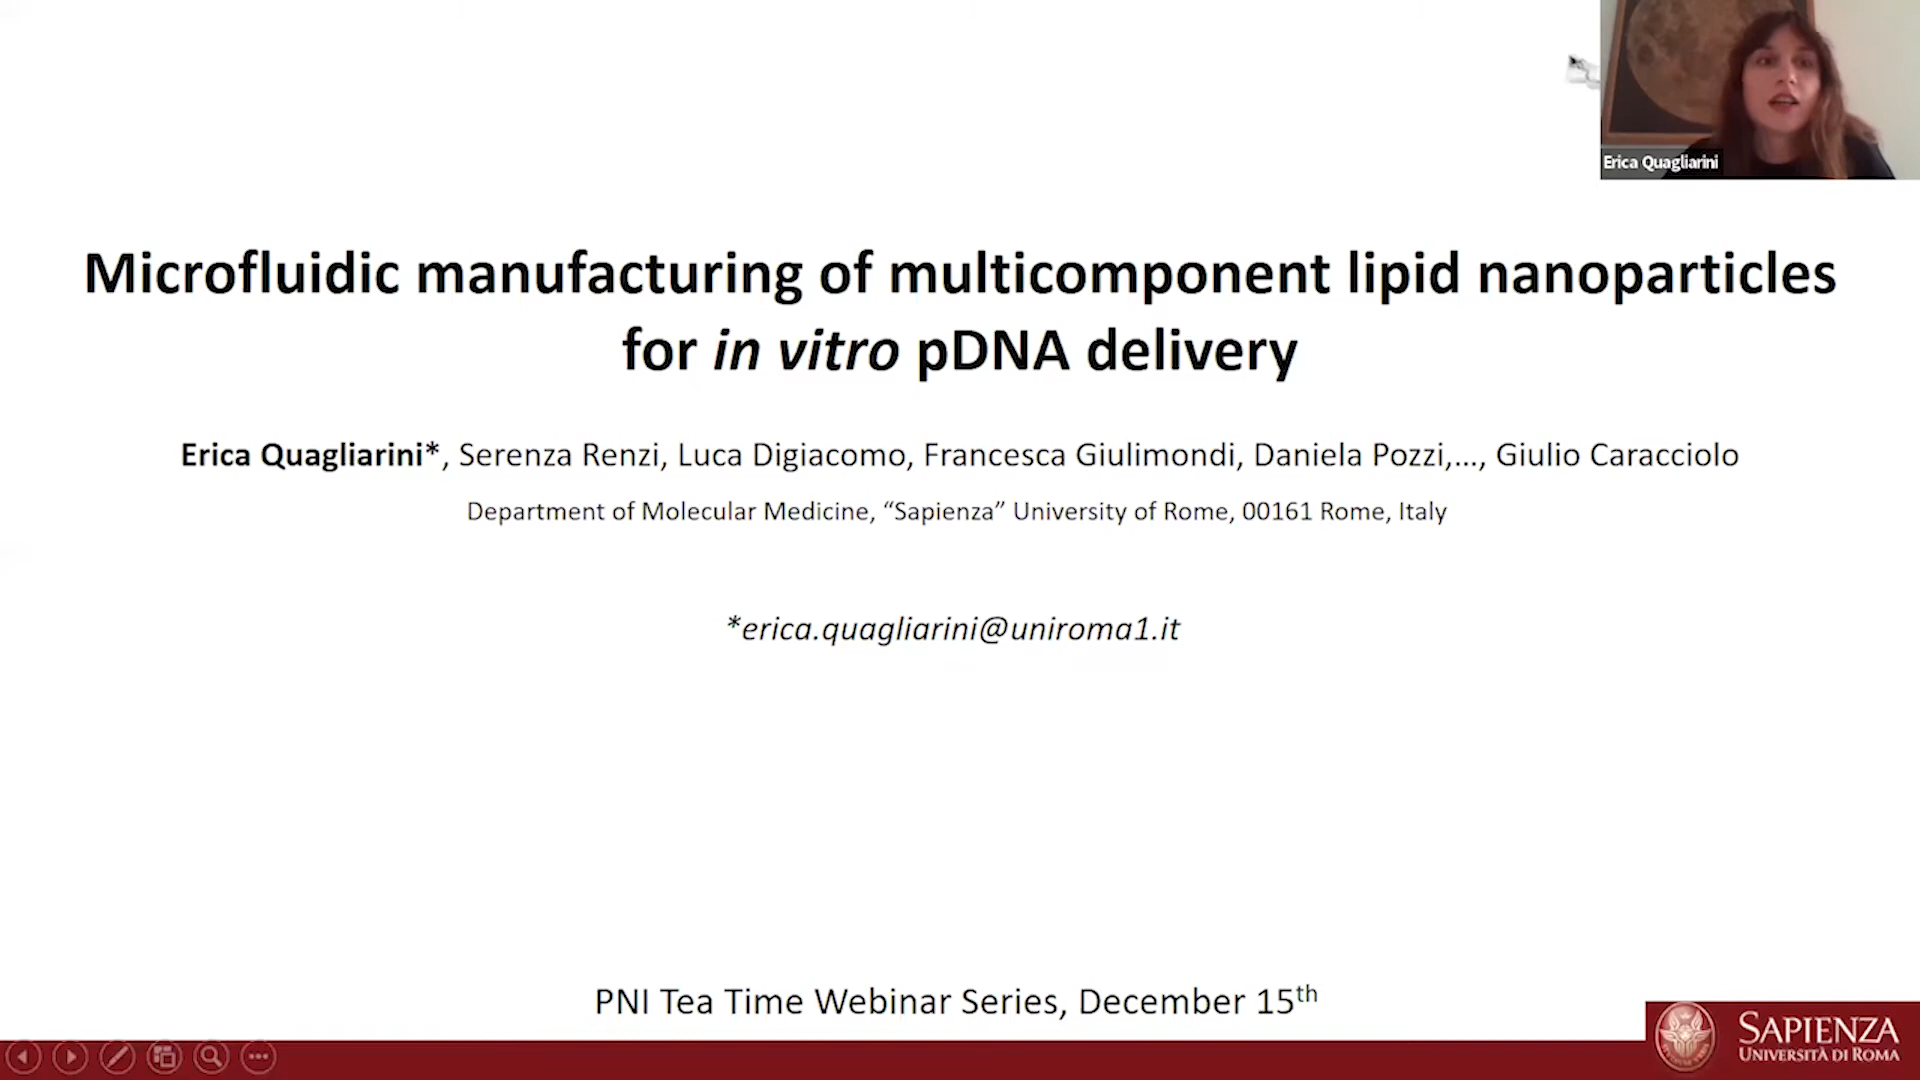 Erica Quagliarini
Microfluidic manufacturing of multicomponent lipid nanoparticles
for in vitro pDNA delivery
Erica Quagliarini*, Serenza Renzi, Luca Digiacomo, Francesca Giulimondi, Daniela Pozzi,..., Giulio Caracciolo
Department of Molecular Medicine, “Sapienza” University of Rome, 00161 Rome, Italy
*erica.quagliarini@uniroma1.it
PNI Tea Time Webinar Series, December 15th
SAPIENZA
UNIVERSITÀ DI ROMA